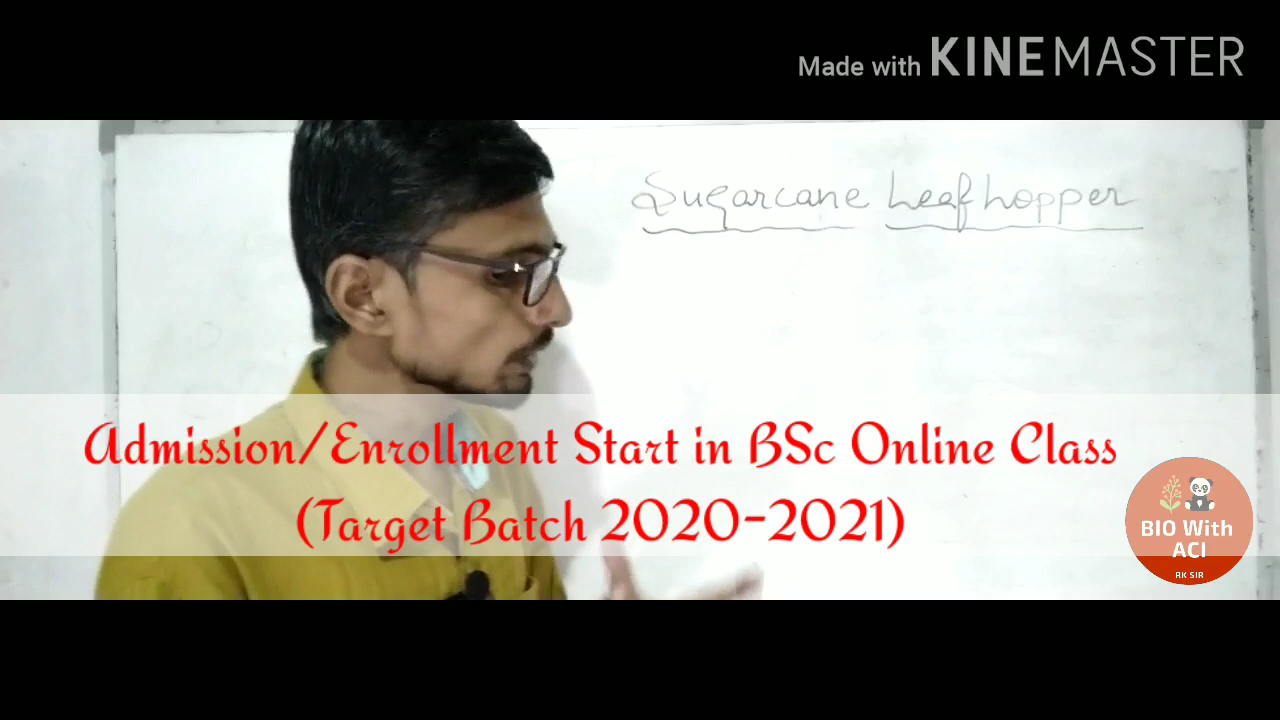 Made with KINEMASTER
Sugarcane Leafhopper
Admission/Enrollment Start in BSc Online Class
(Target Batch 2020-2021)
BIO With
ACI
RK SIR